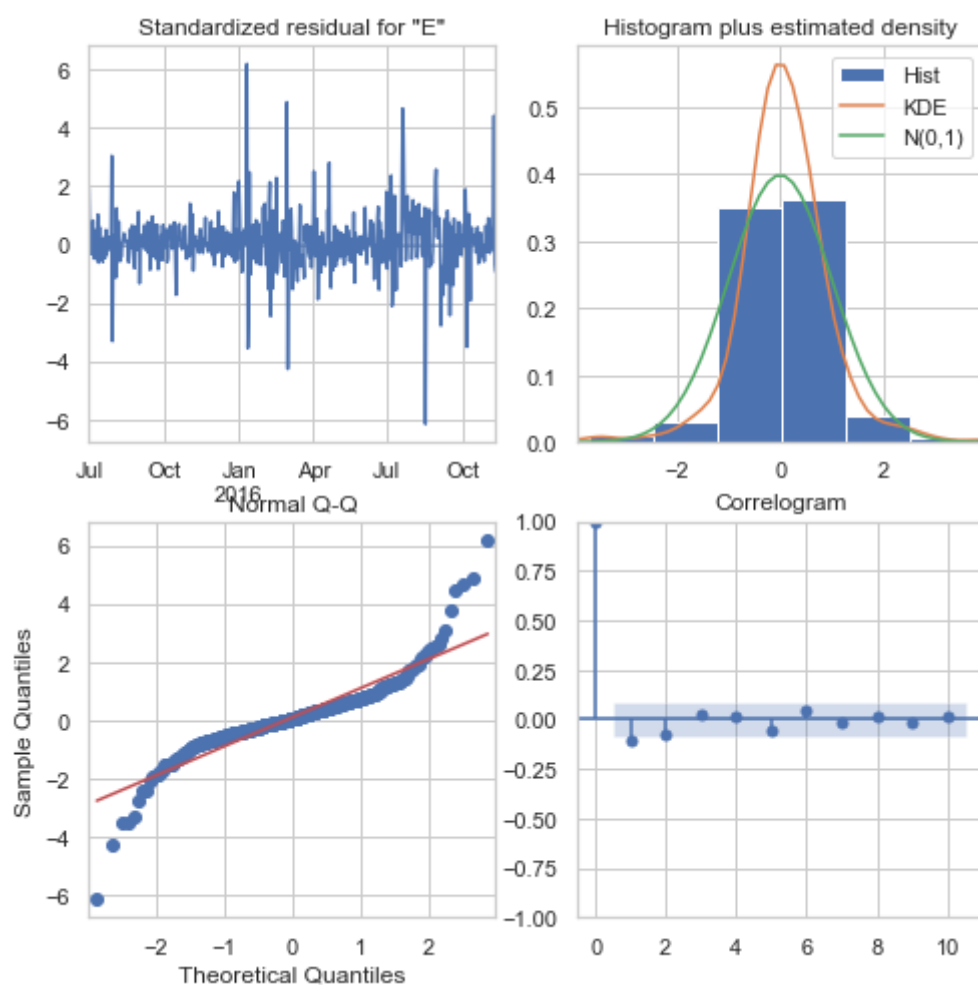 Standardized residual for "E"
6
4
2
0
−2
−4
−6
Jul Oct Jan Apr Jul Oct
2016
Histogram plus estimated density
Hist
KDE
N(0,1)
0.5
0.4
0.3
0.2
0.1
0.0
−2 0 2
Normal Q-Q
Sample Quantiles
6
4
2
0
−2
−4
−6
−2 −1 0 1 2
Theoretical Quantiles
Correlogram
1.00
0.75
0.50
0.25
0.00
−0.25
−0.50
−0.75
−1.00
0 2 4 6 8 10